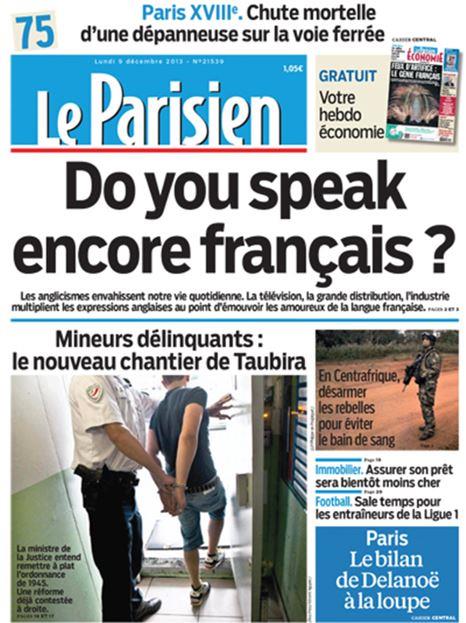 75
Paris XVIIIe. Chute mortelle
d'une dépanneuse sur la voie ferrée
CAHIER CENTRAL
Lundi 9 décembre 2013 - N°21539
1,05€
Le Parisien
GRATUIT
Votre
hebdo
économie
ÉCONOMIE
FEUX D'ARTIFICE :
LE GÉNIE FRANÇAIS
Do you speak
encore français ?
Les anglicismes envahissent notre vie quotidienne. La télévision, la grande distribution, l'industrie
multiplient les expressions anglaises au point d'émouvoir les amoureux de la langue française. PAGES 2 ET 3
Mineurs délinquants :
le nouveau chantier de Taubira
La ministre de
la Justice entend
remettre à plat
l'ordonnance
de 1945.
Une réforme
déjà contestée
à droite.
PAGES 16 ET 17
En Centrafrique,
désarmer
les rebelles
pour éviter
le bain de sang
Immobilier. Assurer son prêt
sera bientôt moins cher
Football. Sale temps pour
les entraîneurs de la Ligue 1
Paris
Le bilan
de Delanoë
à la loupe
CAHIER CENTRAL